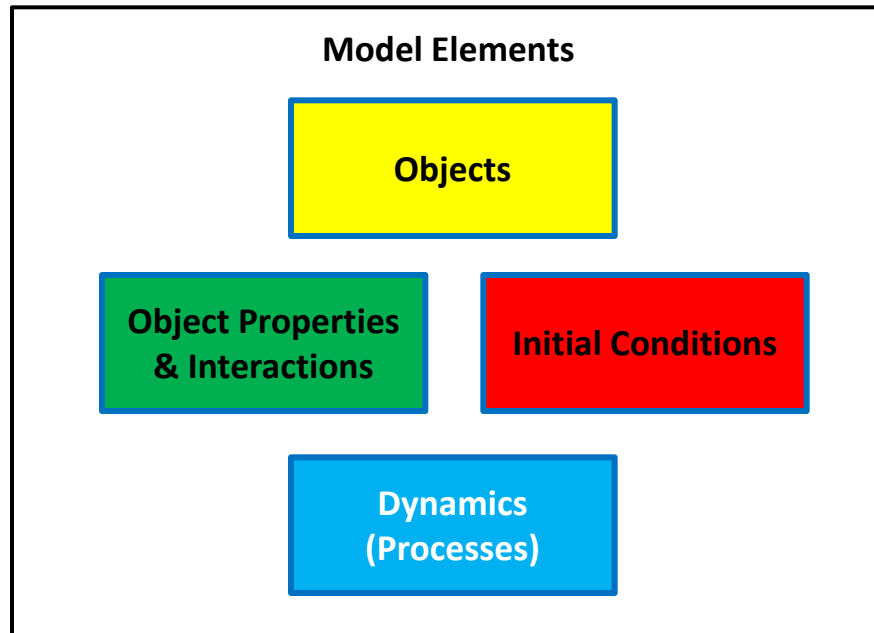 Model Elements
Objects
Object Properties
& Interactions
Initial Conditions
Dynamics
(Processes)